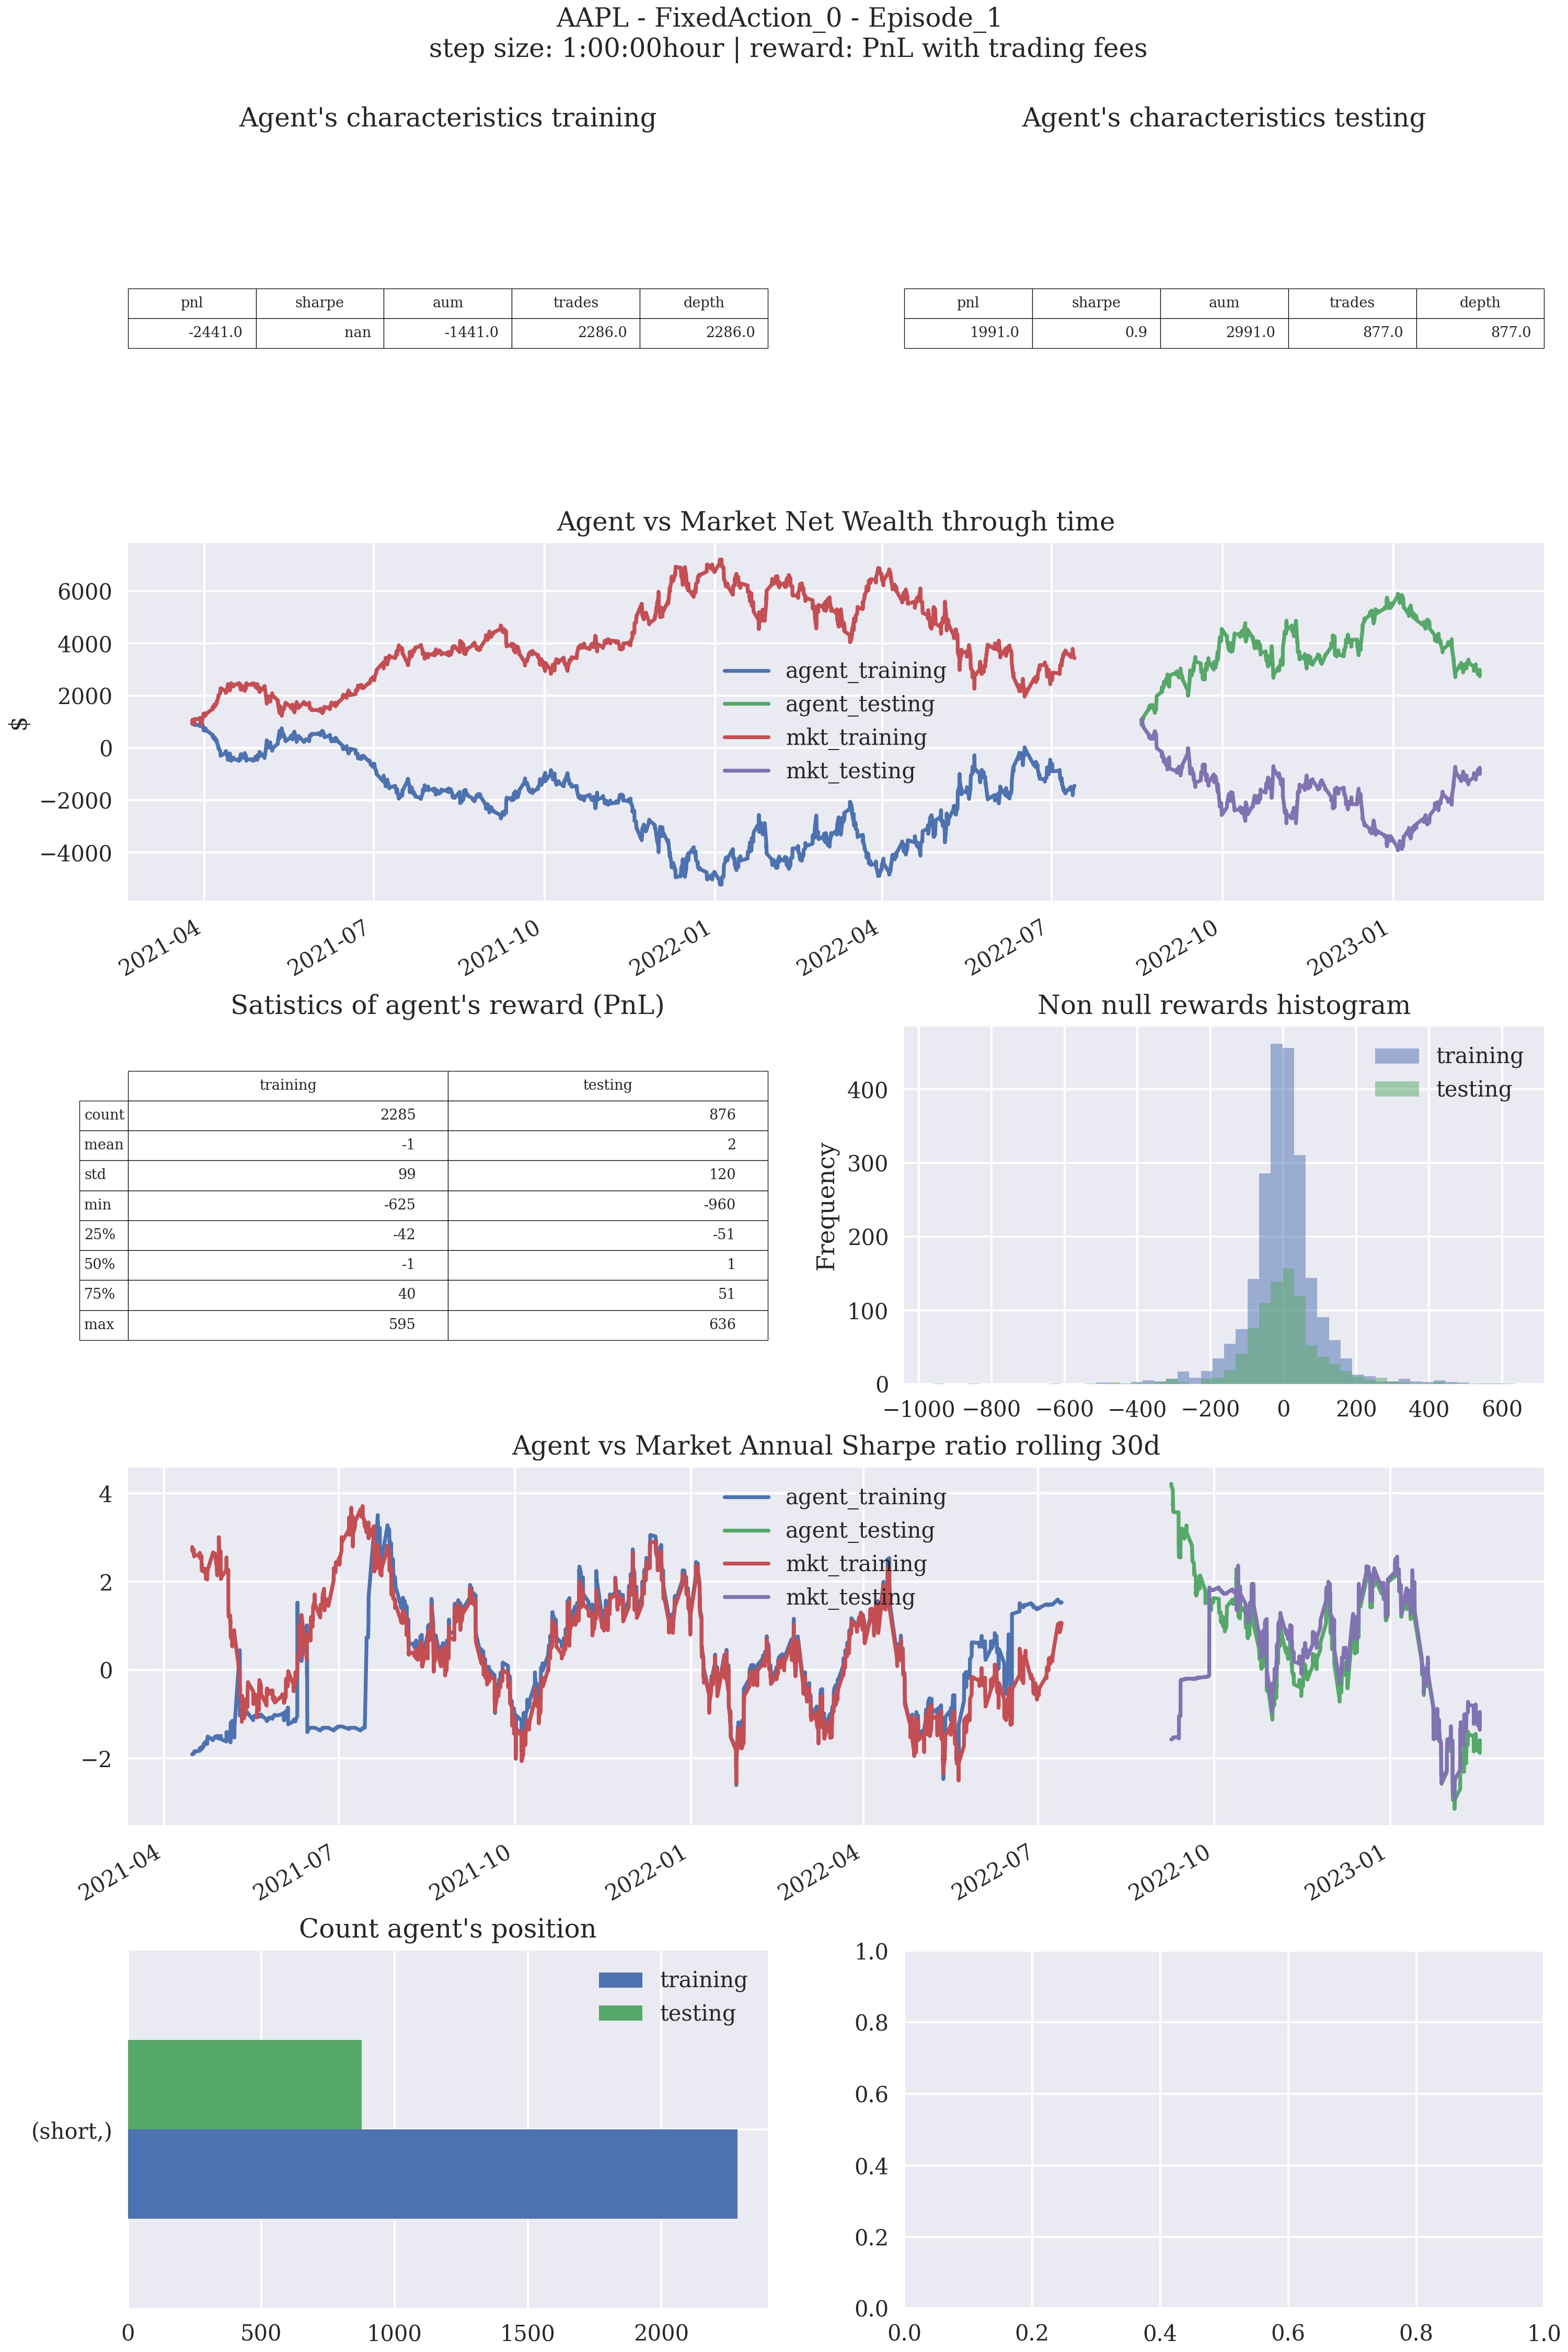 AAPL - FixedAction_0 - Episode_1
step size: 1:00:00hour | reward: PnL with trading fees
Agent's characteristics training
pnl sharpe aum trades depth
-2441.0 nan -1441.0 2286.0 2286.0
Agent's characteristics testing
pnl sharpe aum trades depth
1991.0 0.9 2991.0 877.0 877.0
Agent vs Market Net Wealth through time
$
6000
4000
2000
0
−2000
−4000
agent_training
agent_testing
mkt_training
mkt_testing
2021-04 2021-07 2021-10 2022-01 2022-04 2022-07 2022-10 2023-01
Satistics of agent's reward (PnL)
training testing
count 2285 876
mean -1 2
std 99 120
min -625 -960
25% -42 -51
50% -1 1
75% 40 51
max 595 636
Non null rewards histogram
Frequency
400
300
200
100
0
training
testing
−1000 −800 −600 −400 −200 0 200 400 600
Agent vs Market Annual Sharpe ratio rolling 30d
4
2
0
−2
agent_training
agent_testing
mkt_training
mkt_testing
2021-04 2021-07 2021-10 2022-01 2022-04 2022-07 2022-10 2023-01
Count agent's position
training
testing
(short,)
0 500 1000 1500 2000
1.0
0.8
0.6
0.4
0.2
0.0
0.0 0.2 0.4 0.6 0.8 1.0